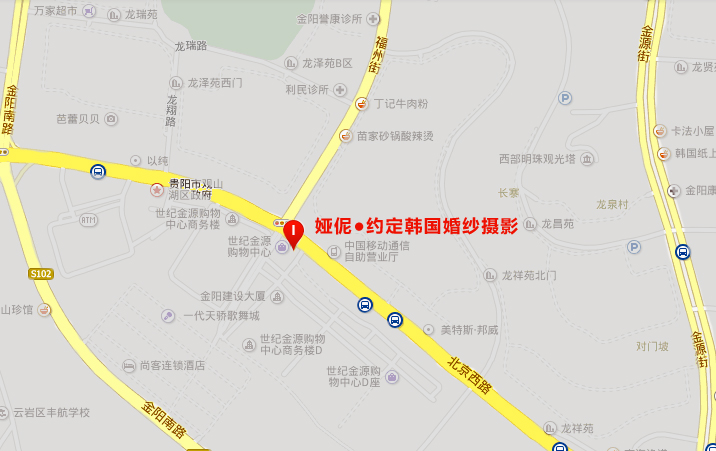 万家超市
龙瑞苑
金阳誉康诊所
福州街
金源街
龙瑞路
龙泽苑B区
龙泽苑西门
利民诊所
金阳南路
龙翔路
丁记牛肉粉
芭蕾贝贝
苗家砂锅酸辣烫
卡法小屋
以纯
西部明珠观光塔
韩国纸上
贵阳市观山
湖区政府
长寨
龙泉村
金阳康
世纪金源购物
中心商务楼
RTM
娅伲●约定韩国婚纱摄影
龙昌苑
世纪金源
购物中心
中国移动通信
自助营业厅
S102
龙祥苑北门
金阳建设大厦
山珍馆
一代天骄歌舞城
美特斯·邦威
世纪金源购物
中心商务楼D
对门坡
金源街
尚客连锁酒店
世纪金源购
物中心D座
北京西路
云岩区丰航学校
金阳南路
龙祥苑